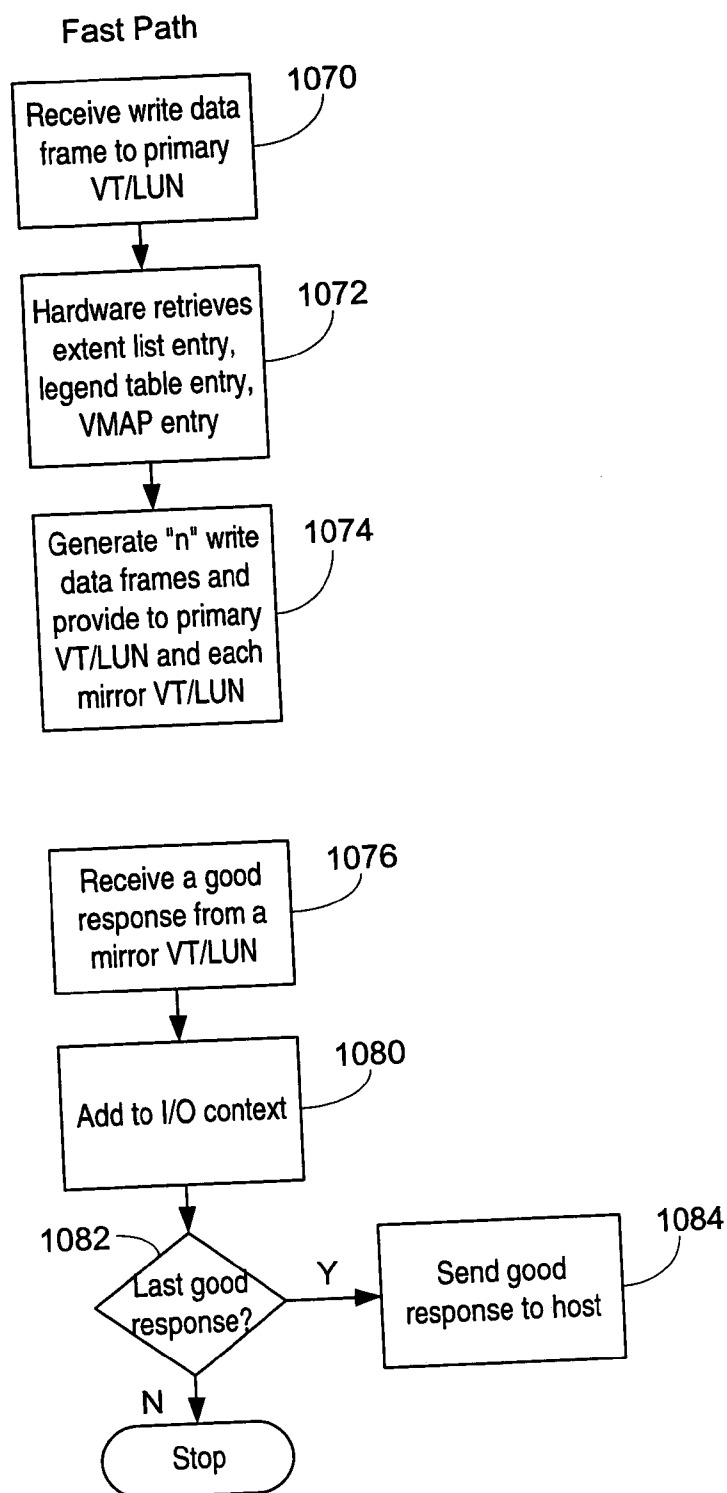 Fast Path
1070
Receive write data
frame to primary
VT/LUN
1072
Hardware retrieves
extent list entry,
legend table entry,
VMAP entry
1074
Generate "n" write
data frames and
provide to primary
VT/LUN and each
mirror VT/LUN
1076
Receive a good
response from a
mirror VT/LUN
1080
Add to I/O context
1082
Last good
response?
Y
1084
Send good
response to host
N
Stop